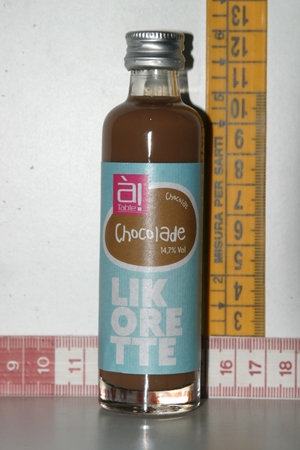 à!
Table
Chocolate
Chocolade
14,7% Vol
LIK
ORE
TTE
MISURA PER SARTI
13
12
11
10
9
8
7
6
5
4
3
2
9
10
11
16
17
18